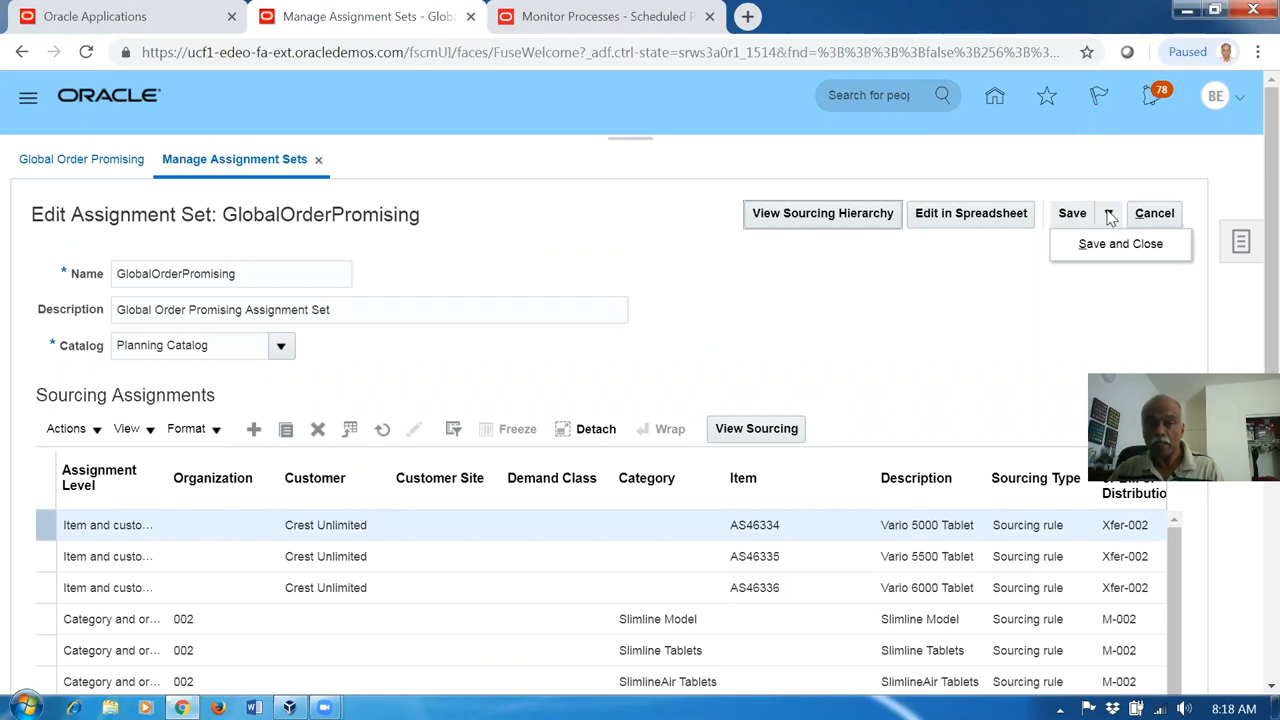 Oracle Applications
Manage Assignment Sets - Glob
Monitor Processes - Scheduled P
https://ucf1-edeo-fa-ext.oracledemos.com/fscmUI/faces/FuseWelcome?_adf.ctrl-state=srws3a0r1_1514&fnd=%3B%3B%3B%3Bfalse%3B256%3B%3B...
Paused
ORACLE
Search for peopl
78
BE
Global Order Promising
Manage Assignment Sets
Edit Assignment Set: GlobalOrderPromising
View Sourcing Hierarchy
Edit in Spreadsheet
Save
Cancel
Save and Close
* Name GlobalOrderPromising
Description Global Order Promising Assignment Set
* Catalog Planning Catalog
Sourcing Assignments
Actions View Format Freeze Detach Wrap View Sourcing
Assignment Level Organization Customer Customer Site Demand Class Category Item Description Sourcing Type Distributio
Item and custo... Crest Unlimited AS46334 Vario 5000 Tablet Sourcing rule Xfer-002
Item and custo... Crest Unlimited AS46335 Vario 5500 Tablet Sourcing rule Xfer-002
Item and custo... Crest Unlimited AS46336 Vario 6000 Tablet Sourcing rule Xfer-002
Category and or... 002 Slimline Model Slimline Model Sourcing rule M-002
Category and or... 002 Slimline Tablets Slimline Tablets Sourcing rule M-002
Category and or... 002 SlimlineAir Tablets SlimlineAir Tablets Sourcing rule M-002
8:18 AM